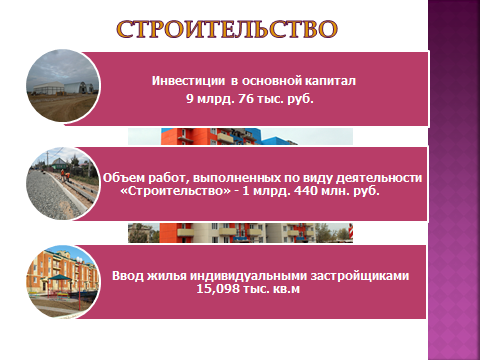 СТРОИТЕЛЬСТВО
Инвестиции в основной капитал
9 млрд. 76 тыс. руб.
Объем работ, выполненных по виду деятельности
«Строительство» - 1 млрд. 440 млн. руб.
Ввод жилья индивидуальными застройщиками
15,098 тыс. кв.м